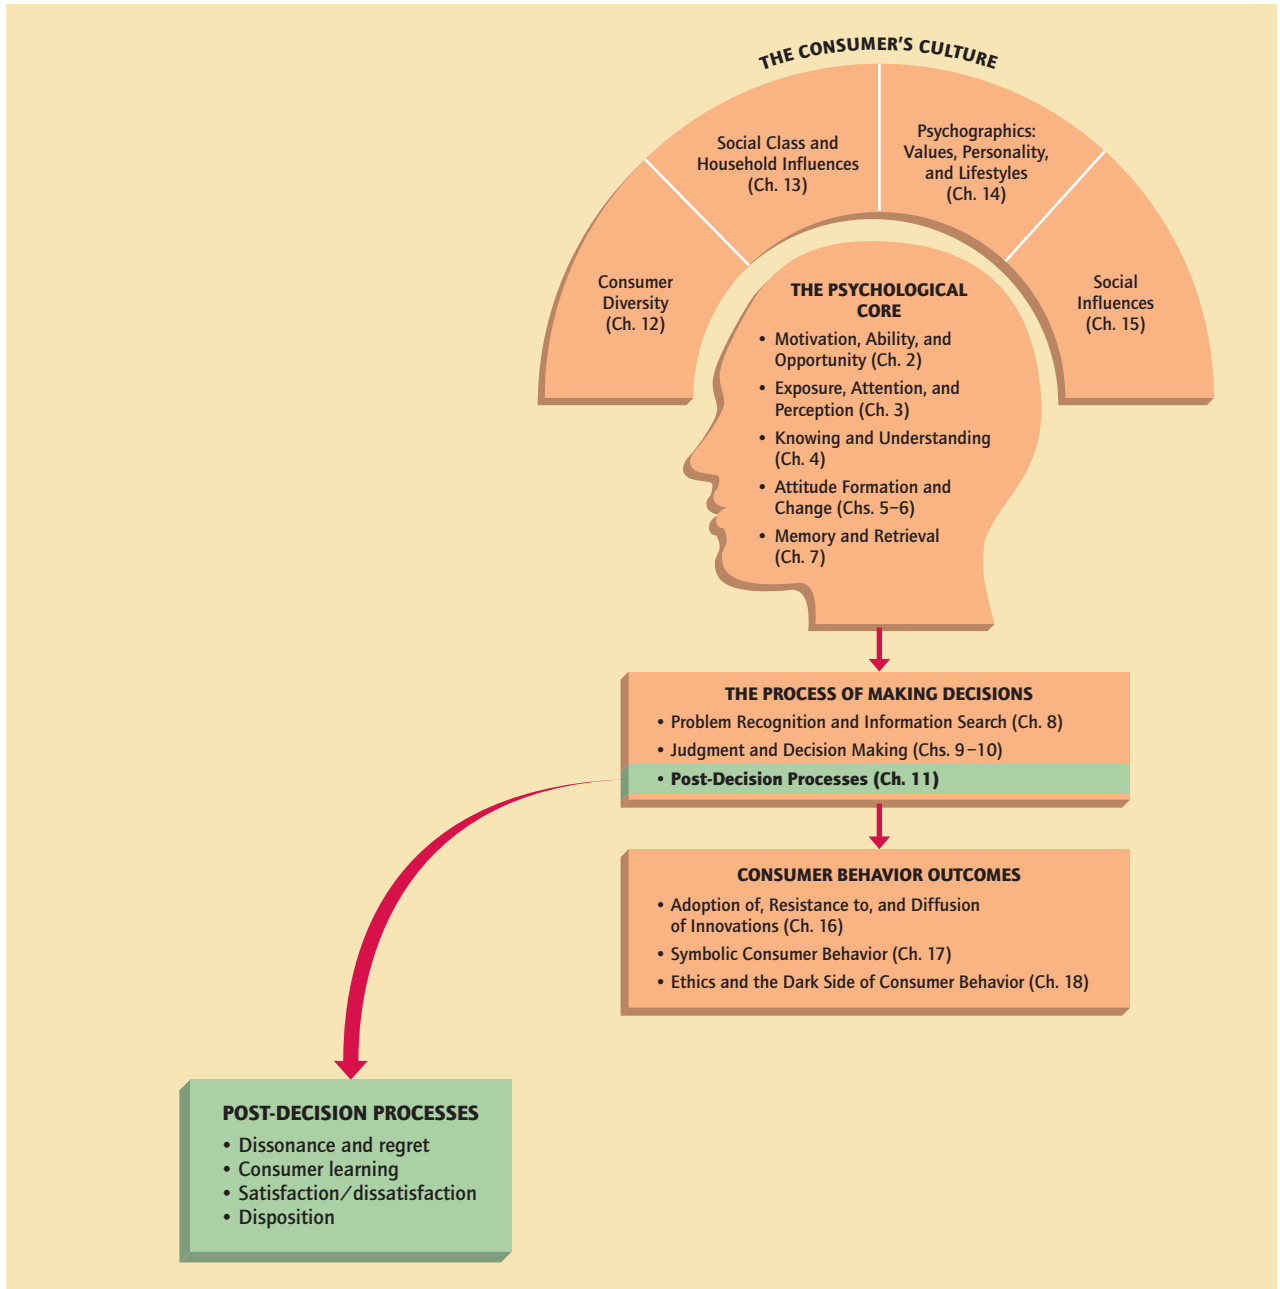 THE CONSUMER'S CULTURE
Consumer
Diversity
(Ch. 12)
Social Class and
Household Influences
(Ch. 13)
Psychographics:
Values, Personality,
and Lifestyles
(Ch. 14)
Social
Influences
(Ch. 15)
THE PSYCHOLOGICAL
CORE
• Motivation, Ability, and
Opportunity (Ch. 2)
• Exposure, Attention, and
Perception (Ch. 3)
• Knowing and Understanding
(Ch. 4)
• Attitude Formation and
Change (Chs. 5–6)
• Memory and Retrieval
(Ch. 7)
THE PROCESS OF MAKING DECISIONS
• Problem Recognition and Information Search (Ch. 8)
• Judgment and Decision Making (Chs. 9–10)
• Post-Decision Processes (Ch. 11)
CONSUMER BEHAVIOR OUTCOMES
• Adoption of, Resistance to, and Diffusion
of Innovations (Ch. 16)
• Symbolic Consumer Behavior (Ch. 17)
• Ethics and the Dark Side of Consumer Behavior (Ch. 18)
POST-DECISION PROCESSES
• Dissonance and regret
• Consumer learning
• Satisfaction/dissatisfaction
• Disposition